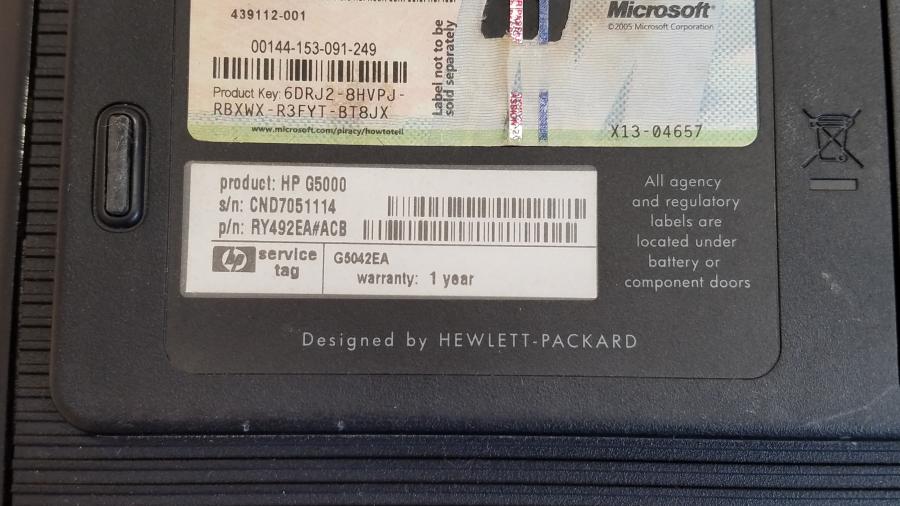 439112-001
Microsoft®
©2005 Microsoft Corporation
00144-153-091-249
Product Key: 6DRJ2-8HVPJ-
RBXWX-R3FYT-BT8JX
www.microsoft.com/piracy/howtotell
Label not to be
sold separately
X13-04657
product: HP G5000
s/n: CND7051114
p/n: RY492EA#ACB
hp
service
tag
G5042EA
warranty: 1 year
All agency
and regulatory
labels are
located under
battery or
component doors
Designed by HEWLETT-PACKARD